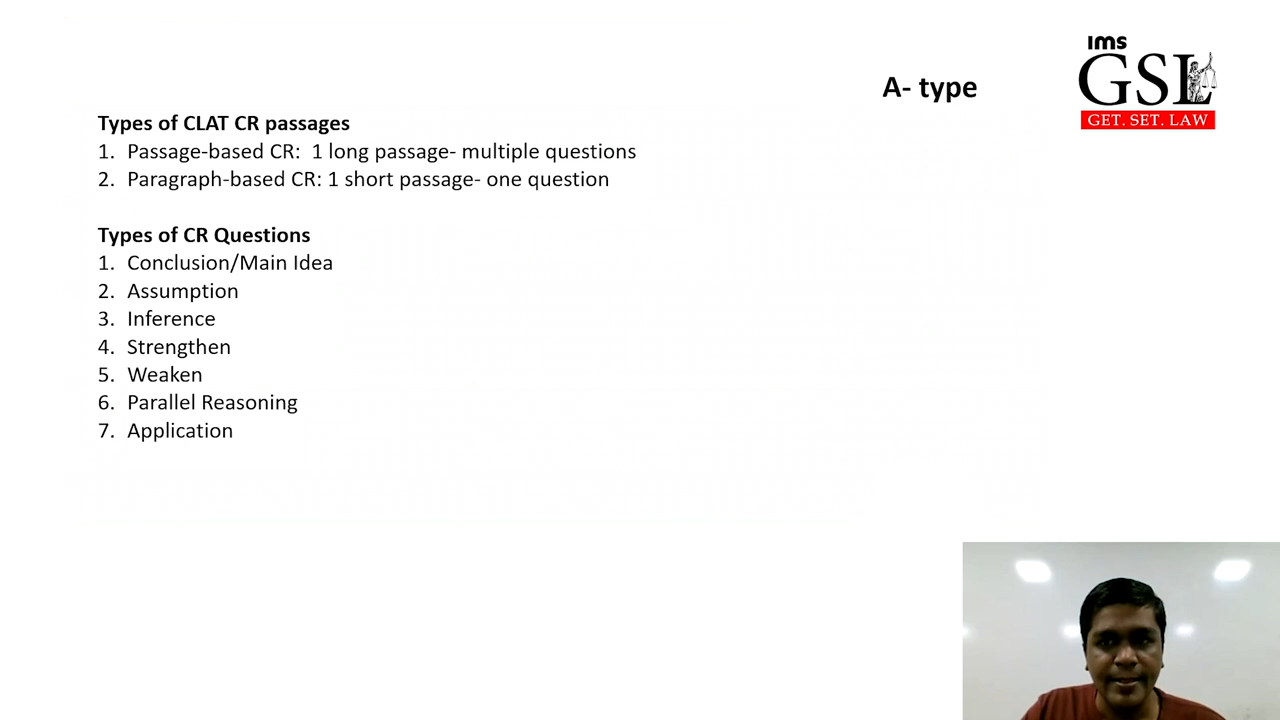 ims
GSL
GET. SET. LAW
A- type
Types of CLAT CR passages
1. Passage-based CR: 1 long passage- multiple questions
2. Paragraph-based CR: 1 short passage- one question
Types of CR Questions
1. Conclusion/Main Idea
2. Assumption
3. Inference
4. Strengthen
5. Weaken
6. Parallel Reasoning
7. Application